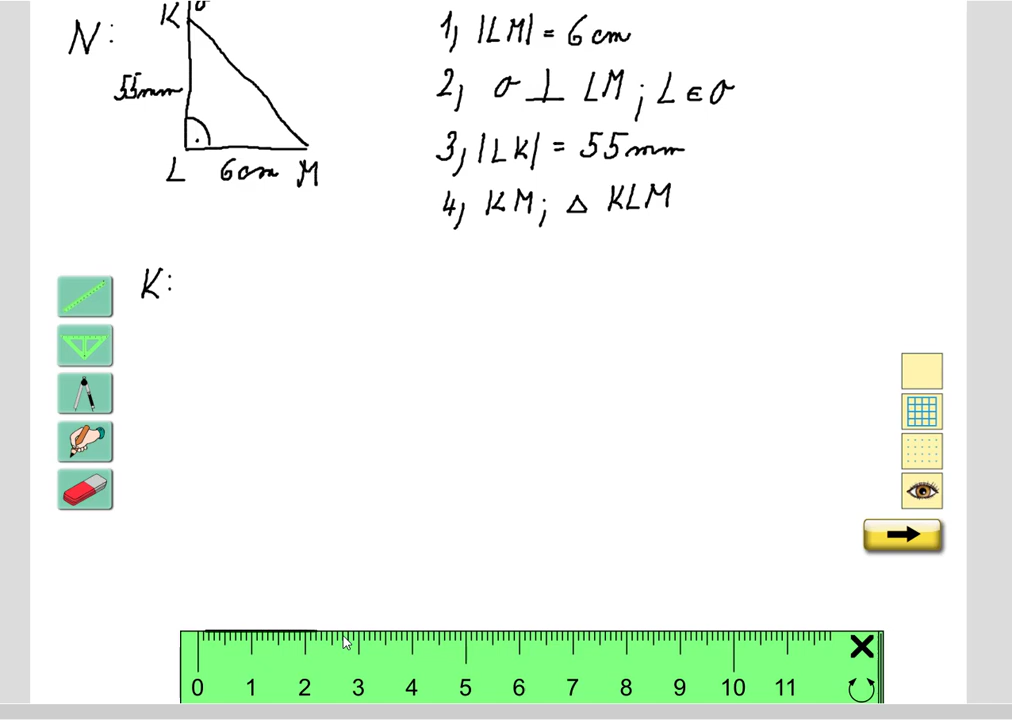 N:
K
σ
55mm
L
6cm
M
1, |LM| = 6cm
2, σ ⊥ LM ; L ∈ σ
3, |LK| = 55mm
4, KM; △ KLM
K:
0 1 2 3 4 5 6 7 8 9 10 11